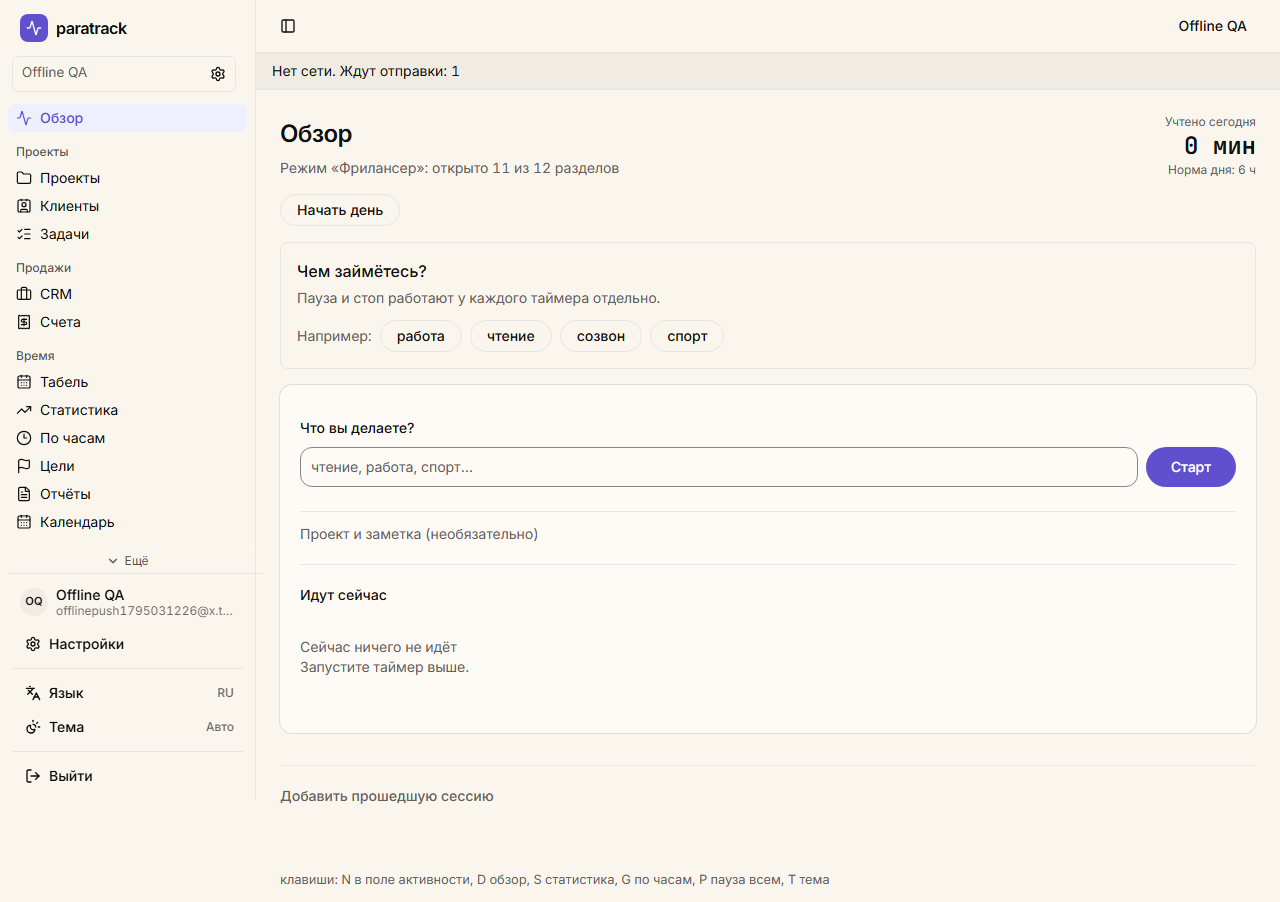 paratrack
Offline QA
Обзор
Проекты
Проекты
Клиенты
Задачи
Продажи
CRM
Счета
Время
Табель
Статистика
По часам
Цели
Отчёты
Календарь
Ещё
OQ
Offline QA
offlinepush1795031226@x.t...
Настройки
Язык RU
Тема Авто
Выйти
Offline QA
Нет сети. Ждут отправки: 1
Обзор
Режим «Фрилансер»: открыто 11 из 12 разделов
Учтено сегодня
0 мин
Норма дня: 6 ч
Начать день
Чем займётесь?
Пауза и стоп работают у каждого таймера отдельно.
Например: работа чтение созвон спорт
Что вы делаете?
чтение, работа, спорт...
Старт
Проект и заметка (необязательно)
Идут сейчас
Сейчас ничего не идёт
Запустите таймер выше.
Добавить прошедшую сессию
клавиши: N в поле активности, D обзор, S статистика, G по часам, P пауза всем, T тема